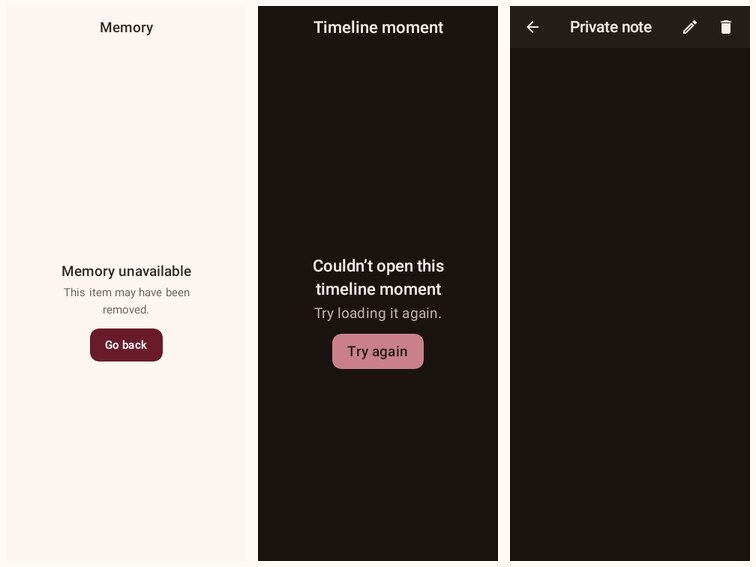 Memory
Memory unavailable
This item may have been
removed.
Go back
Timeline moment
Couldn’t open this
timeline moment
Try loading it again.
Try again
Private note